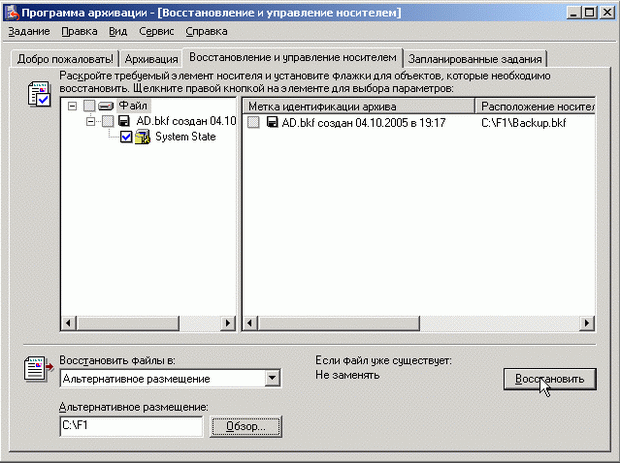 Программа архивации - [Восстановление и управление носителем]
Задание Правка Вид Сервис Справка
Добро пожаловать! Архивация Восстановление и управление носителем Запланированные задания
Раскройте требуемый элемент носителя и установите флажки для объектов, которые необходимо
восстановить. Щелкните правой кнопкой на элементе для выбора параметров:
Файл
AD.bkf создан 04.10
System State
Метка идентификации архива Расположение носител
AD.bkf создан 04.10.2005 в 19:17 C:\F1\Backup.bkf
Восстановить файлы в:
Альтернативное размещение
Если файл уже существует:
Не заменять
Восстановить
Альтернативное размещение:
C:\F1
Обзор...